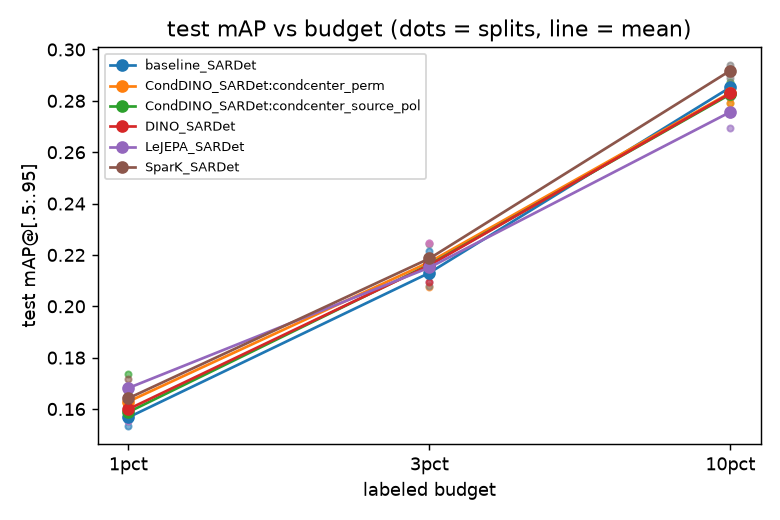 test mAP vs budget (dots = splits, line = mean)
0.30
0.28
0.26
0.24
0.22
0.20
0.18
0.16
test mAP@[.5:.95]
baseline_SARDet
CondDINO_SARDet:condcenter_perm
CondDINO_SARDet:condcenter_source_pol
DINO_SARDet
LeJEPA_SARDet
SparK_SARDet
1pct
3pct
10pct
labeled budget